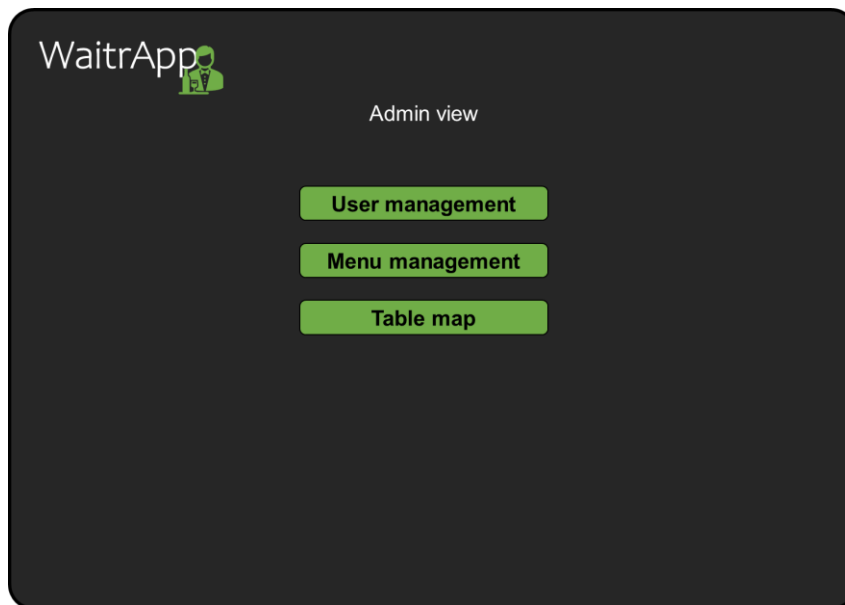 WaitrApp
Admin view
User management
Menu management
Table map